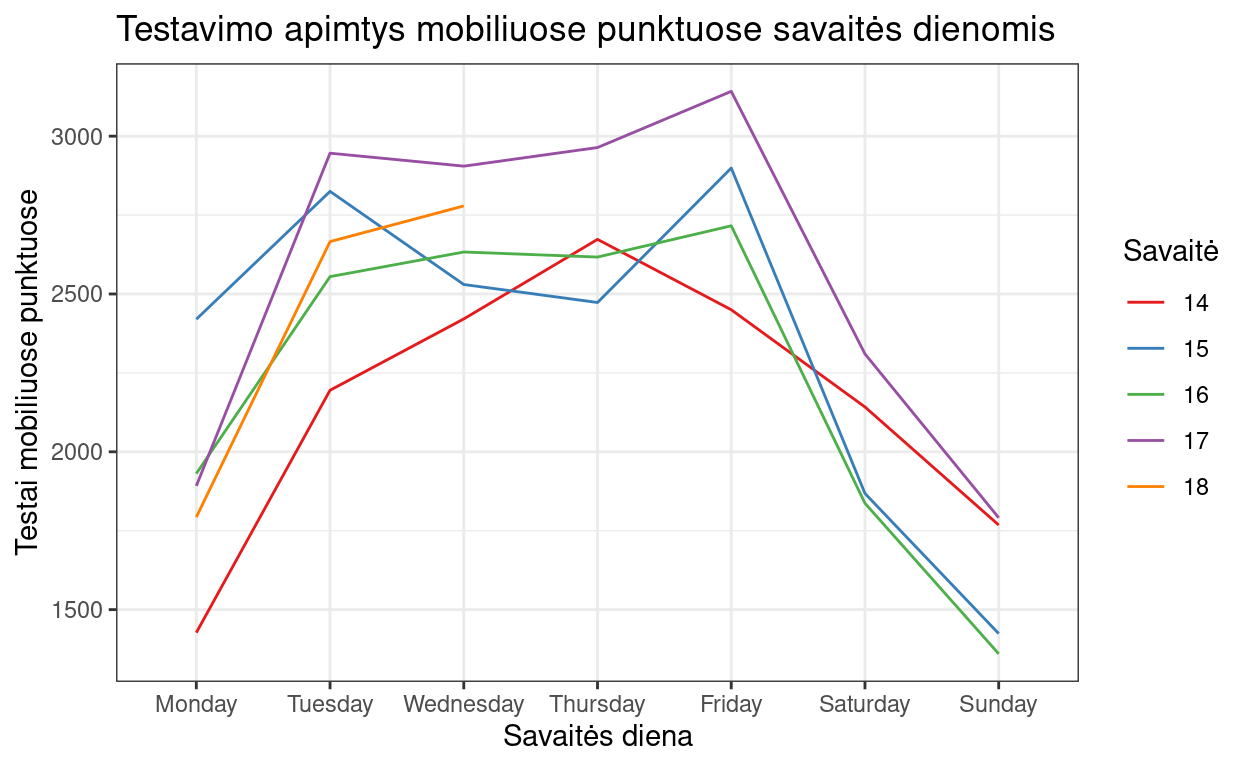 Testavimo apimtys mobiliuose punktuose savaitės dienomis
Testai mobiliuose punktuose
3000
2500
2000
1500
Monday Tuesday Wednesday Thursday Friday Saturday Sunday
Savaitės diena
Savaitė
14
15
16
17
18